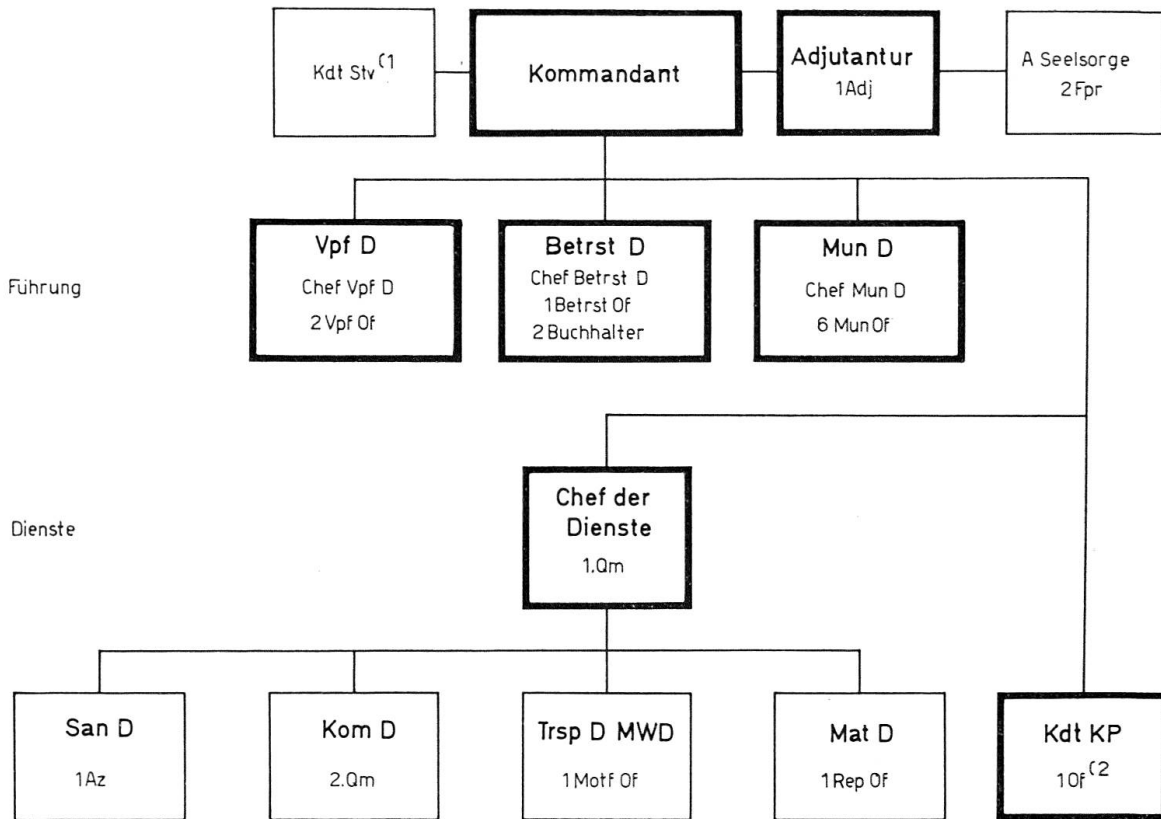 Kdt Stv (1
Kommandant
Adjutantur
1 Adj
A Seelsorge
2 Fpr
Führung
Vpf D
Chef Vpf D
2 Vpf Of
Betrst D
Chef Betrst D
1 Betrst Of
2 Buchhalter
Mun D
Chef Mun D
6 Mun Of
Dienste
Chef der
Dienste
1.Qm
San D
1 Az
Kom D
2.Qm
Trsp D MWD
1 Motf Of
Mat D
1 Rep Of
Kdt KP
1 Of (2